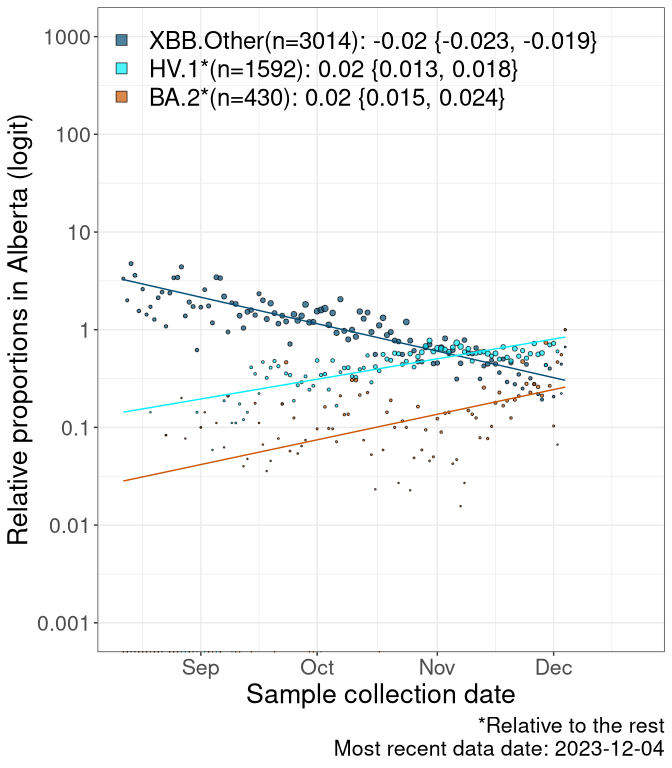 XBB.Other(n=3014): -0.02 {-0.023, -0.019}
HV.1*(n=1592): 0.02 {0.013, 0.018}
BA.2*(n=430): 0.02 {0.015, 0.024}
Relative proportions in Alberta (logit)
1000
100
10
1
0.1
0.01
0.001
Sep Oct Nov Dec
Sample collection date
*Relative to the rest
Most recent data date: 2023-12-04